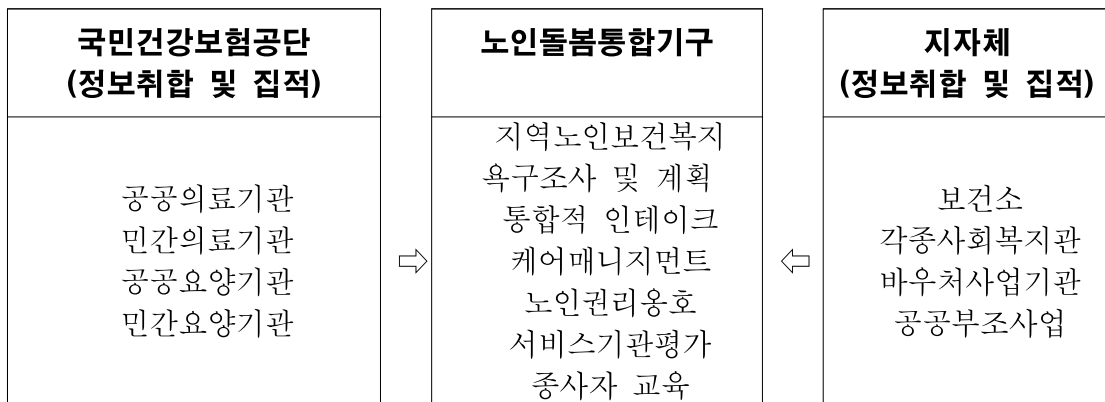 국민건강보험공단
(정보취합 및 집적)
공공의료기관
민간의료기관
공공요양기관
민간요양기관
⇨
노인돌봄통합기구
지역노인보건복지
욕구조사 및 계획
통합적 인테이크
케어매니지먼트
노인권리옹호
서비스기관평가
종사자 교육
⇦
지자체
(정보취합 및 집적)
보건소
각종사회복지관
바우처사업기관
공공부조사업